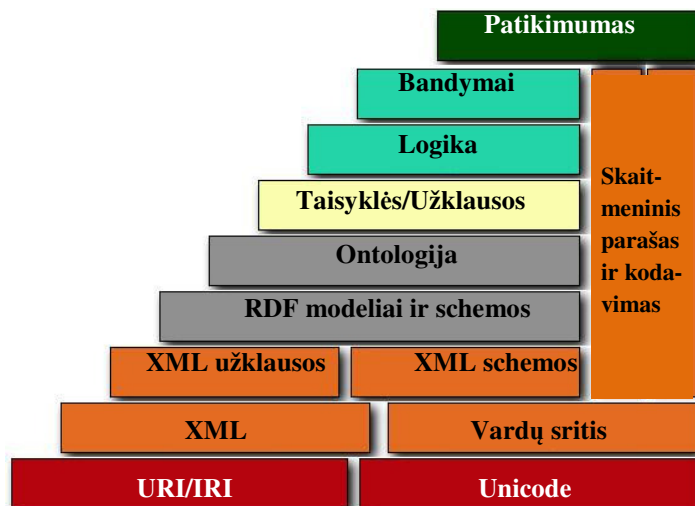 Patikimumas
Bandymai
Logika
Taisyklės/Užklausos
Ontologija
RDF modeliai ir schemos
XML užklausos
XML schemos
Skait-
meninis
parašas
ir koda-
vimas
XML
Vardų sritis
URI/IRI
Unicode